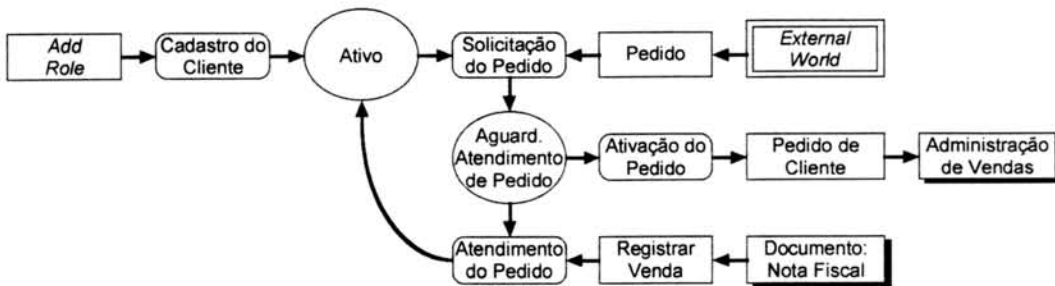 Add
Role
Cadastro do
Cliente
Ativo
Solicitação
do Pedido
Pedido
External
World
Aguard.
Atendimento
de Pedido
Ativação do
Pedido
Pedido de
Cliente
Administração
de Vendas
Atendimento
do Pedido
Registrar
Venda
Documento:
Nota Fiscal